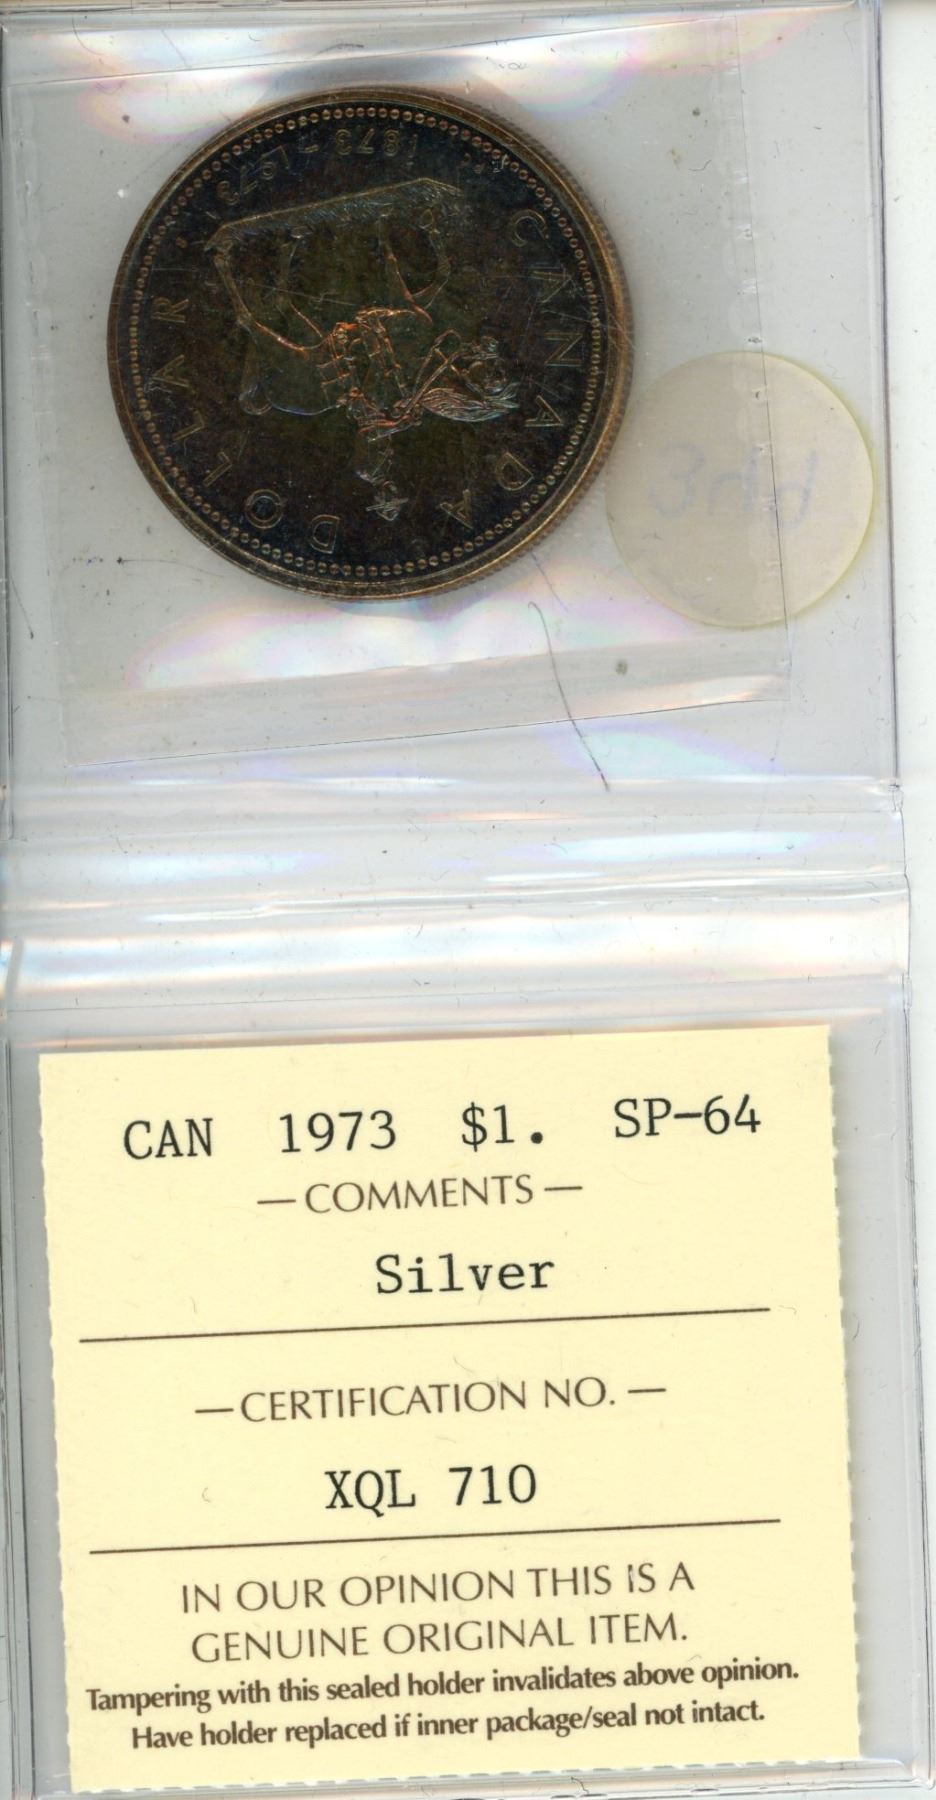 1873 - 1973
CANADA
DOLLAR
CAN 1973 $1. SP-64
— COMMENTS —
Silver
— CERTIFICATION NO. —
XQL 710
IN OUR OPINION THIS IS A
GENUINE ORIGINAL ITEM.
Tampering with this sealed holder invalidates above opinion.
Have holder replaced if inner package/seal not intact.